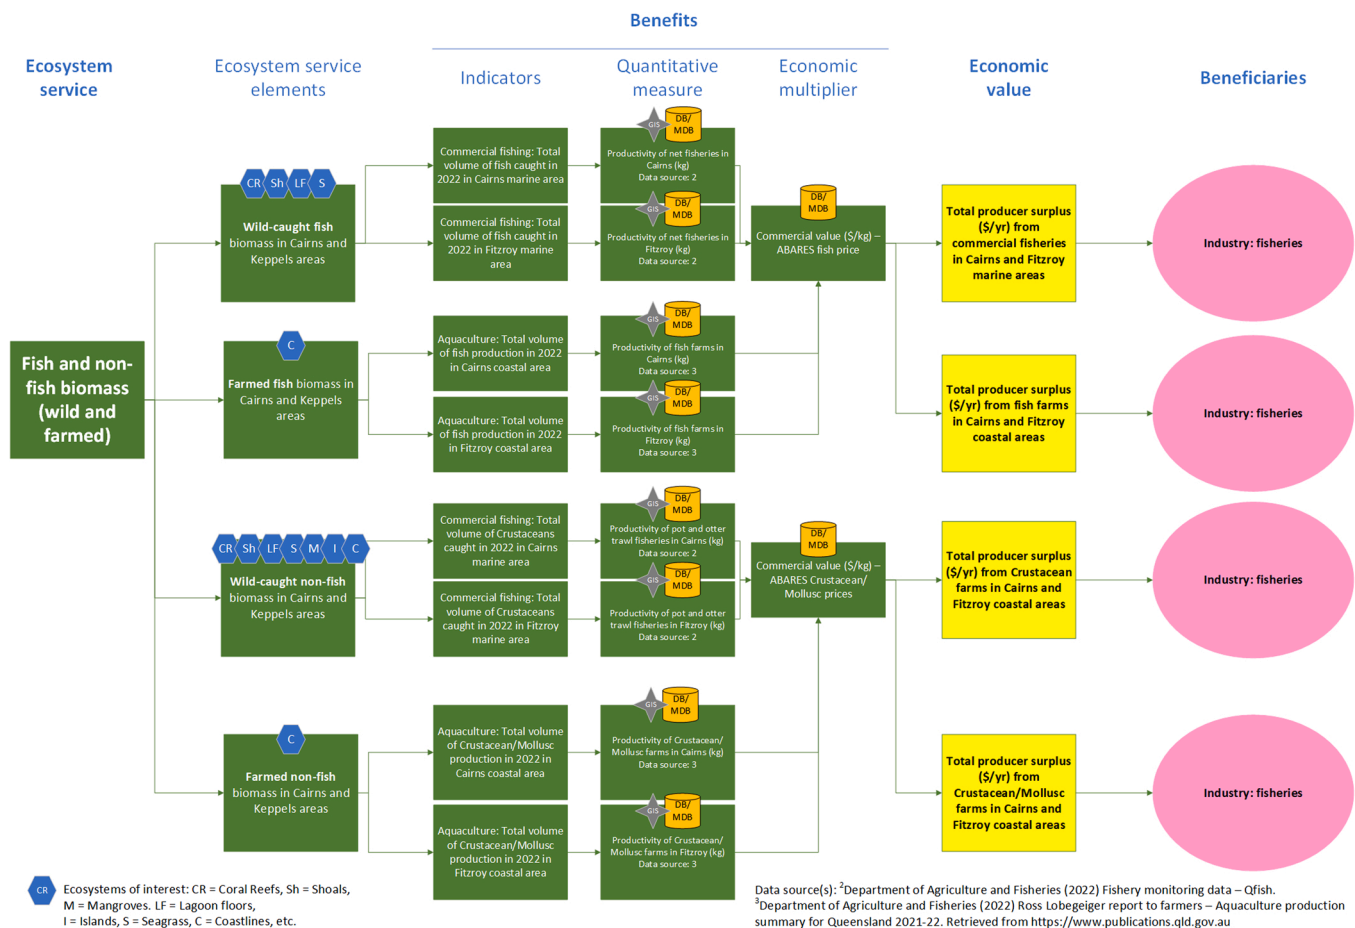 Benefits
Ecosystem
service
Ecosystem service
elements
Indicators
Quantitative
measure
Economic
multiplier
Economic
value
Beneficiaries
Fish and non-
fish biomass
(wild and
farmed)
CR
Sh
LF
S
Wild-caught fish
biomass in Cairns and
Keppels areas
Commercial fishing: Total
volume of fish caught in
2022 in Cairns marine area
GIS
DB/
MDB
Productivity of net fisheries in
Cairns (kg)
Data source: 2
Commercial fishing: Total
volume of fish caught in
2022 in Fitzroy marine
area
GIS
DB/
MDB
Productivity of net fisheries in
Fitzroy (kg)
Data source: 2
DB/
MDB
Commercial value ($/kg) –
ABARES fish price
Total producer surplus
($/yr) from
commercial fisheries
in Cairns and Fitzroy
marine areas
Industry: fisheries
C
Farmed fish biomass in
Cairns and Keppels
areas
Aquaculture: Total volume
of fish production in 2022
in Cairns coastal area
GIS
DB/
MDB
Productivity of fish farms in
Cairns (kg)
Data source: 3
Aquaculture: Total volume
of fish production in 2022
in Fitzroy coastal area
GIS
DB/
MDB
Productivity of fish farms in
Fitzroy (kg)
Data source: 3
Total producer surplus
($/yr) from fish farms
in Cairns and Fitzroy
coastal areas
Industry: fisheries
CR
Sh
LF
S
M
I
C
Wild-caught non-fish
biomass in Cairns and
Keppels areas
Commercial fishing: Total
volume of Crustaceans
caught in 2022 in Cairns
marine area
GIS
DB/
MDB
Productivity of pot and otter
trawl fisheries in Cairns (kg)
Data source: 2
Commercial fishing: Total
volume of Crustaceans
caught in 2022 in Fitzroy
marine area
GIS
DB/
MDB
Productivity of pot and otter
trawl fisheries in Fitzroy (kg)
Data source: 2
DB/
MDB
Commercial value ($/kg) –
ABARES Crustacean/
Mollusc prices
Total producer surplus
($/yr) from Crustacean
farms in Cairns and
Fitzroy coastal areas
Industry: fisheries
C
Farmed non-fish
biomass in Cairns and
Keppels areas
Aquaculture: Total volume
of Crustacean/Mollusc
production in 2022 in
Cairns coastal area
GIS
DB/
MDB
Productivity of Crustacean/
Mollusc farms in Cairns (kg)
Data source: 3
Aquaculture: Total volume
of Crustacean/Mollusc
production in 2022 in
Fitzroy coastal area
GIS
DB/
MDB
Productivity of Crustacean/
Mollusc farms in Fitzroy (kg)
Data source: 3
Total producer surplus
($/yr) from
Crustacean/Mollusc
farms in Cairns and
Fitzroy coastal areas
Industry: fisheries
CR
Ecosystems of interest: CR = Coral Reefs, Sh = Shoals,
M = Mangroves. LF = Lagoon floors,
I = Islands, S = Seagrass, C = Coastlines, etc.
Data source(s): ²Department of Agriculture and Fisheries (2022) Fishery monitoring data – Qfish.
³Department of Agriculture and Fisheries (2022) Ross Lobegeiger report to farmers – Aquaculture production
summary for Queensland 2021-22. Retrieved from https://www.publications.qld.gov.au